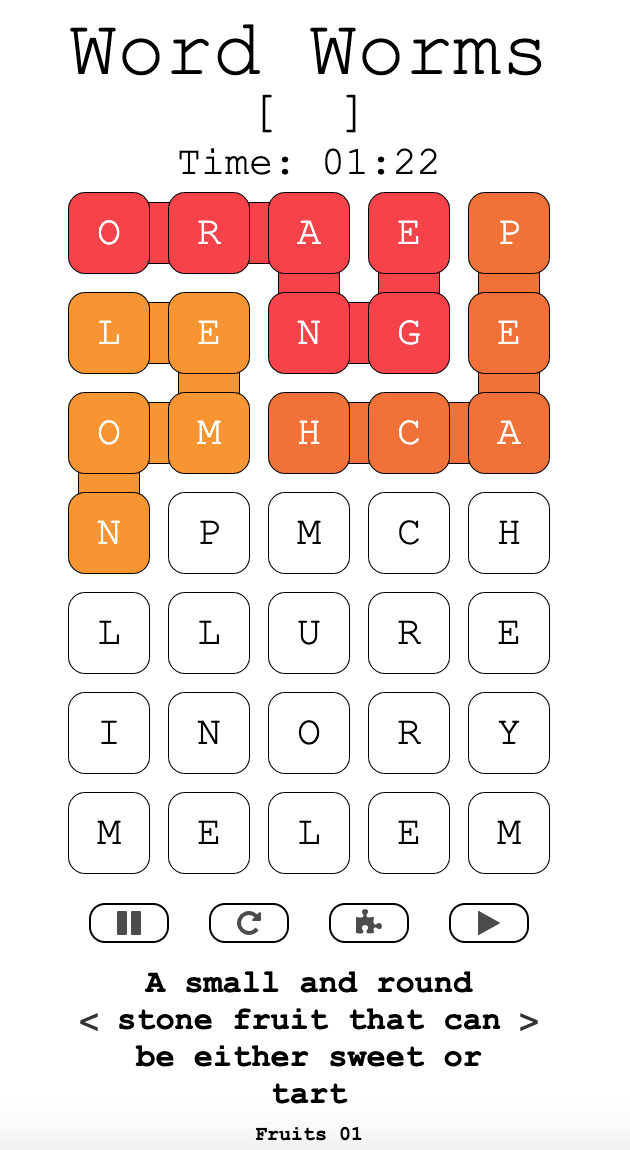 Word Worms
[ ]
Time: 01:22
O R A E P
L E N G E
O M H C A
N P M C H
L L U R E
I N O R Y
M E L E M
A small and round
< stone fruit that can >
be either sweet or
tart
Fruits 01